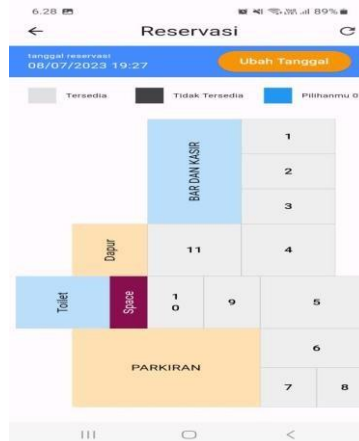 6.28 89%
Reservasi
tanggal reservasi
08/07/2023 19:27
Ubah Tanggal
Tersedia Tidak Tersedia Pilihanmu 0
BAR DAN KASIR
1
2
3
Dapur
11
4
Toilet
Space
10
9
5
PARKIRAN
6
7
8